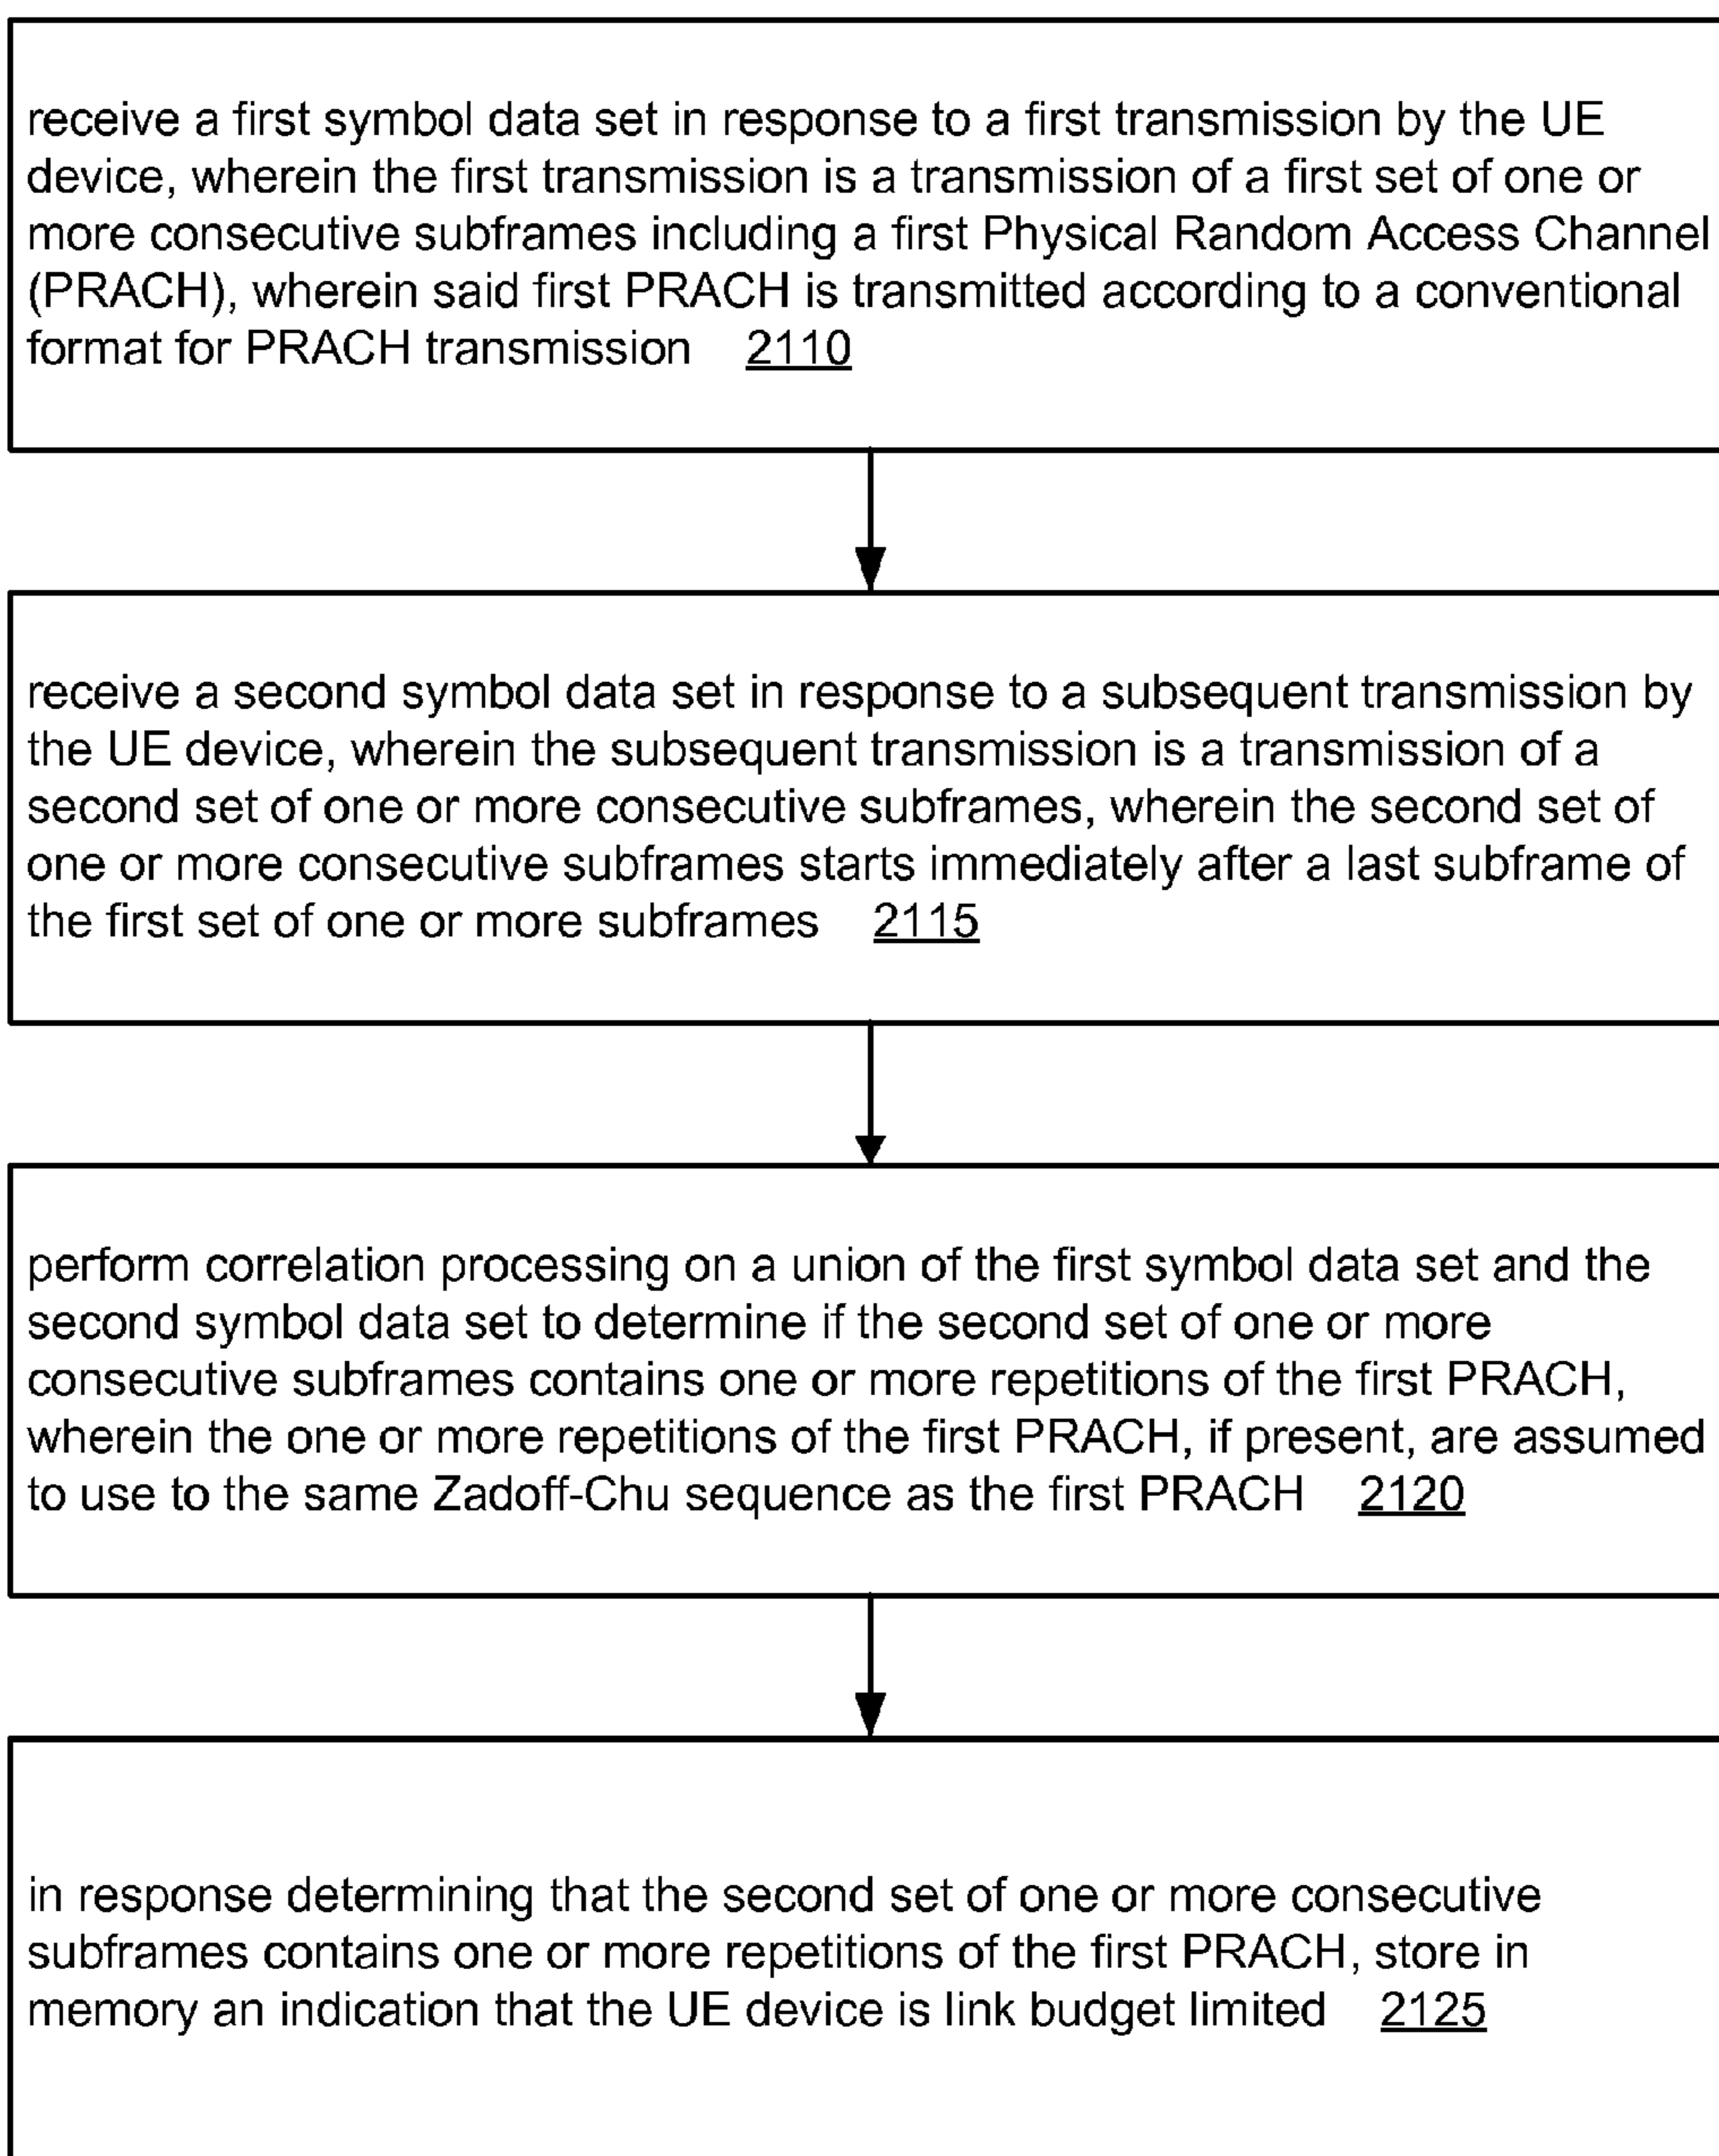 receive a first symbol data set in response to a first transmission by the UE
device, wherein the first transmission is a transmission of a first set of one or
more consecutive subframes including a first Physical Random Access Channel
(PRACH), wherein said first PRACH is transmitted according to a conventional
format for PRACH transmission 2110
receive a second symbol data set in response to a subsequent transmission by
the UE device, wherein the subsequent transmission is a transmission of a
second set of one or more consecutive subframes, wherein the second set of
one or more consecutive subframes starts immediately after a last subframe of
the first set of one or more subframes 2115
perform correlation processing on a union of the first symbol data set and the
second symbol data set to determine if the second set of one or more
consecutive subframes contains one or more repetitions of the first PRACH,
wherein the one or more repetitions of the first PRACH, if present, are assumed
to use to the same Zadoff-Chu sequence as the first PRACH 2120
in response determining that the second set of one or more consecutive
subframes contains one or more repetitions of the first PRACH, store in
memory an indication that the UE device is link budget limited 2125